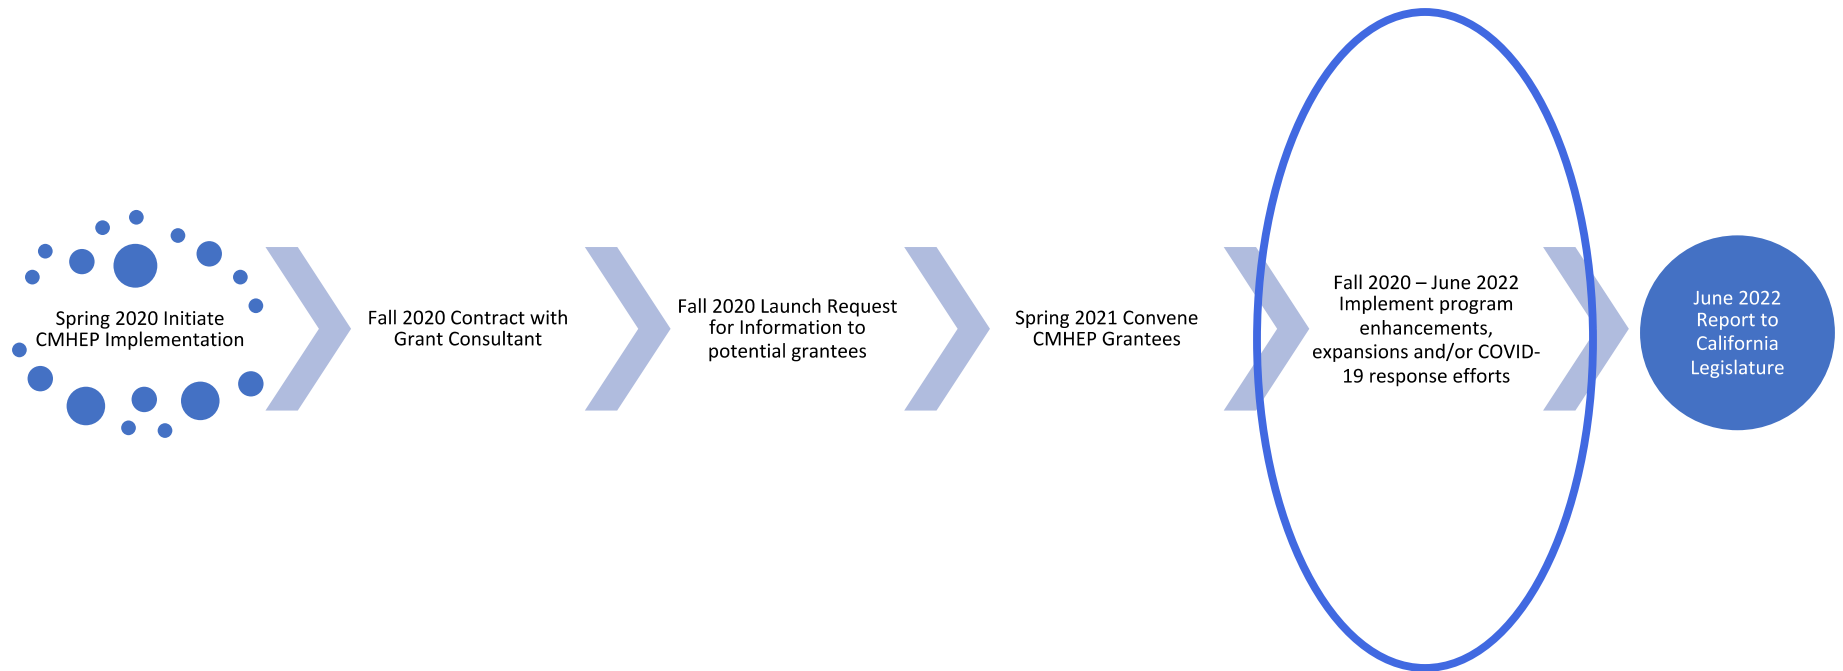 Spring 2020 Initiate
CMHEP Implementation
Fall 2020 Contract with
Grant Consultant
Fall 2020 Launch Request
for Information to
potential grantees
Spring 2021 Convene
CMHEP Grantees
Fall 2020 – June 2022
Implement program
enhancements,
expansions and/or COVID-
19 response efforts
June 2022
Report to
California
Legislature